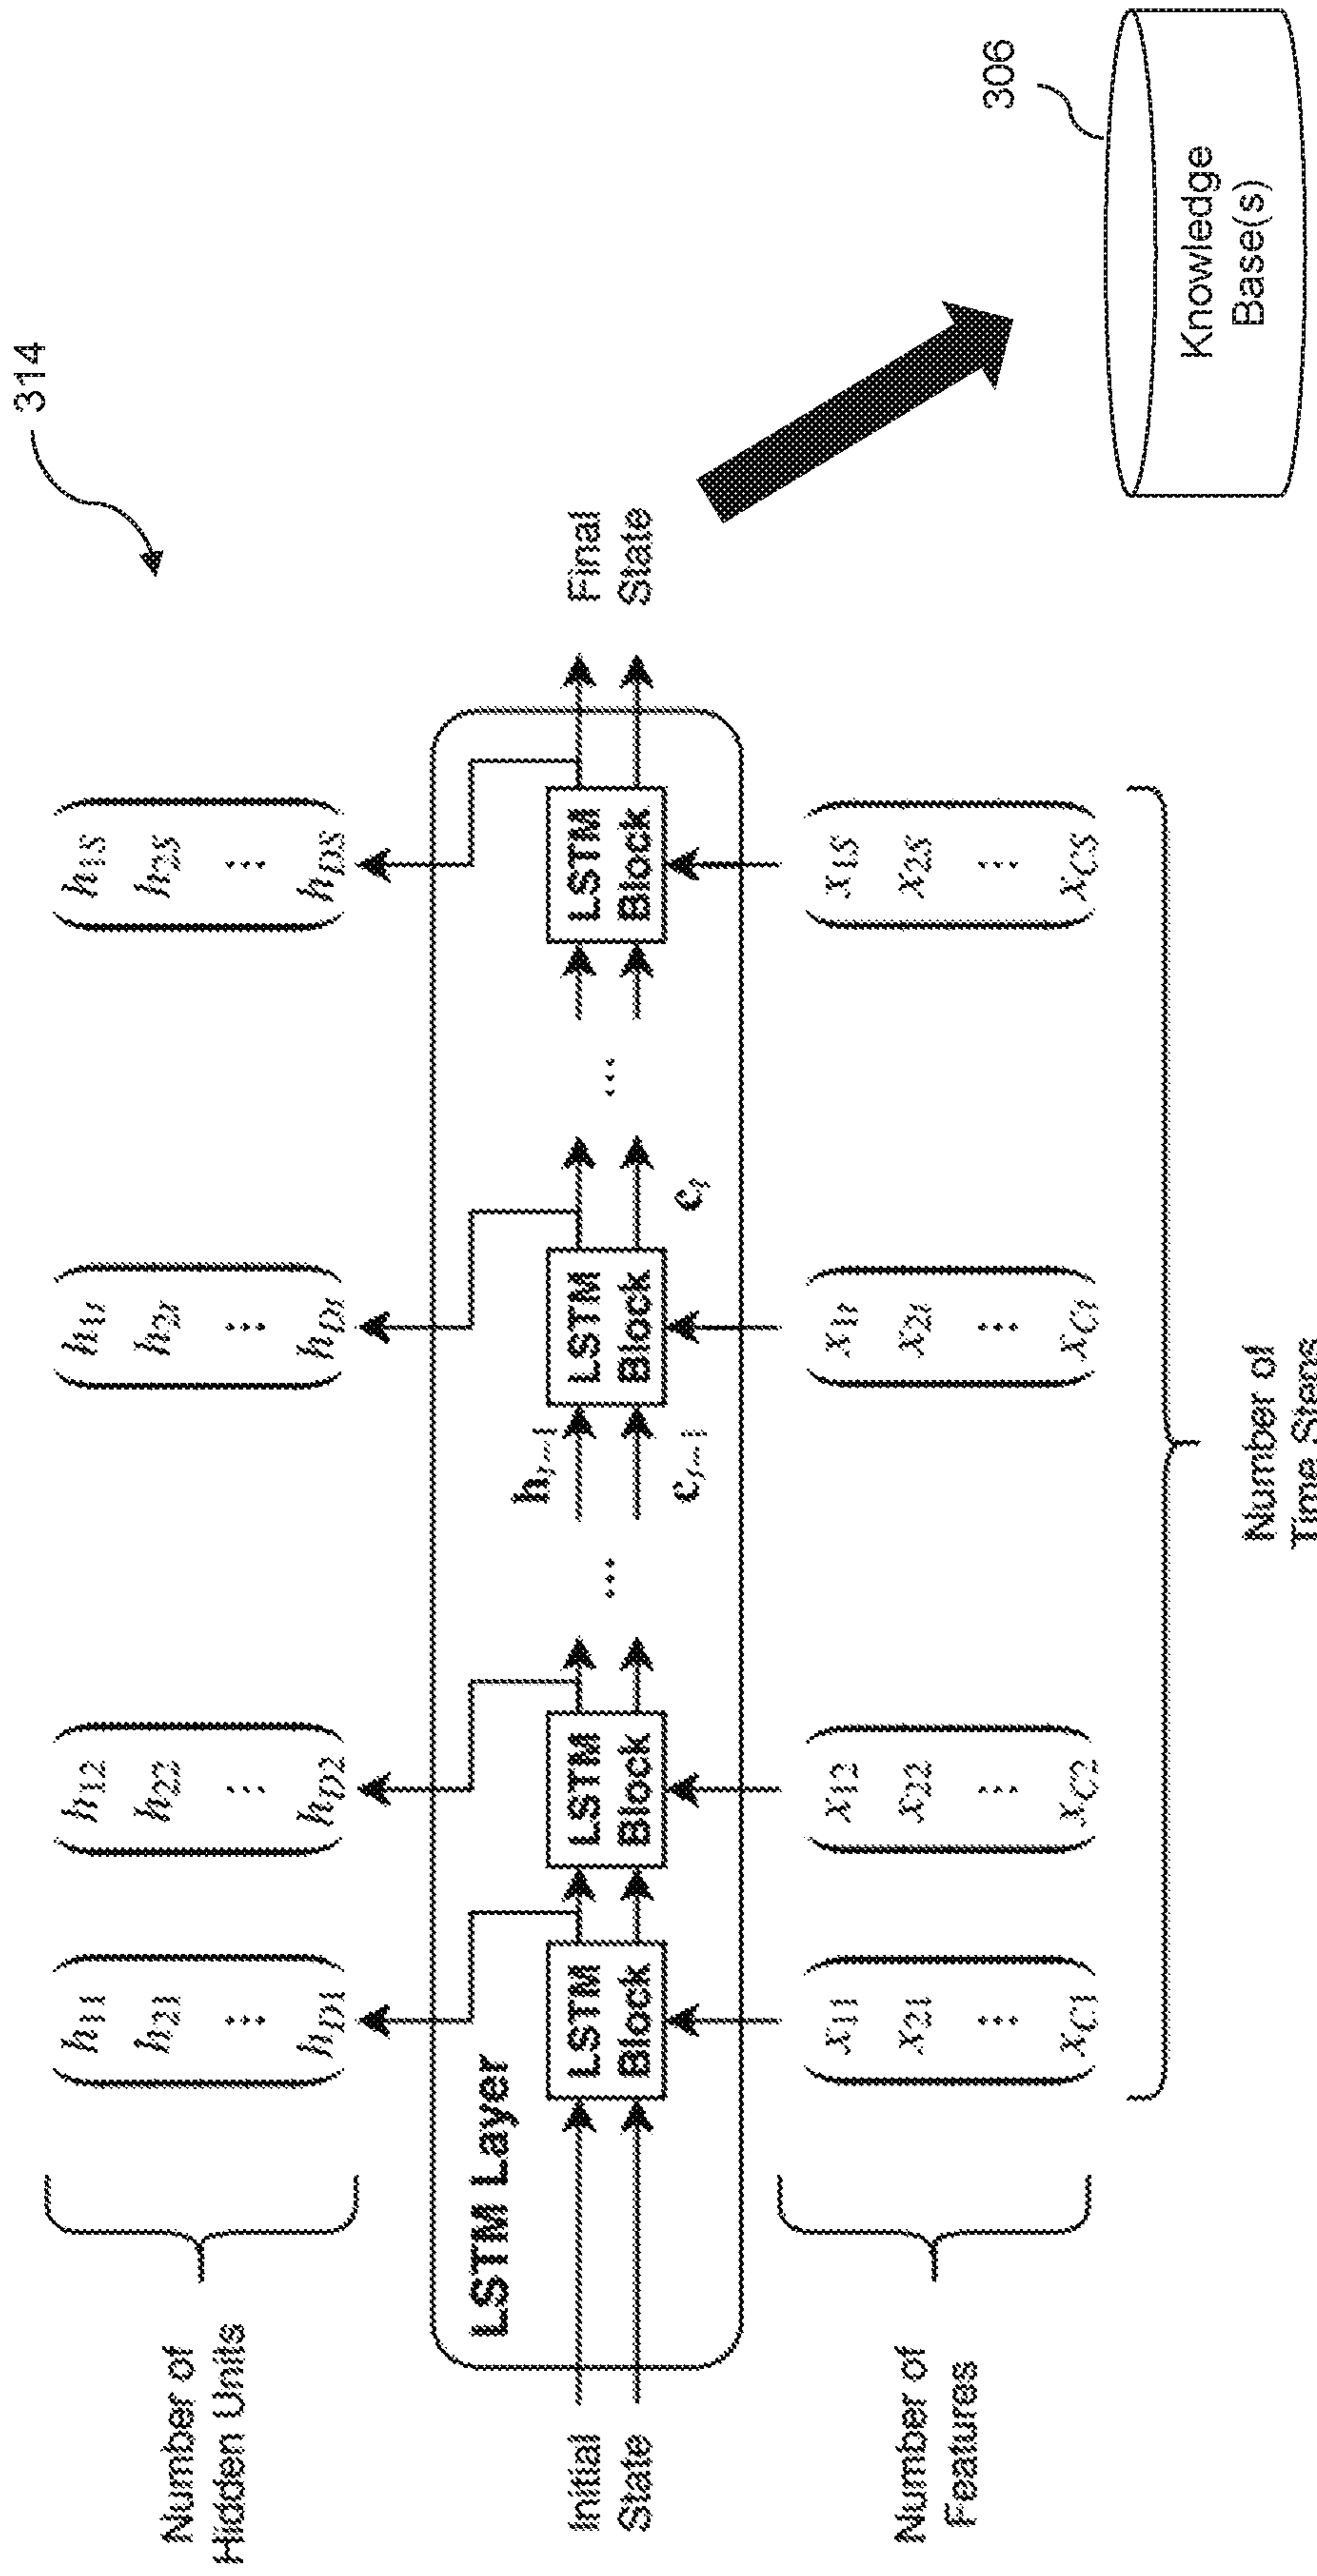 314
Number of
Hidden Units
h11
h21
⋮
hD1
h12
h22
⋮
hD2
h1t
h2t
⋮
hDt
h1S
h2S
⋮
hDS
LSTM Layer
Initial
State
LSTM
Block
LSTM
Block
...
ht-1
ct-1
LSTM
Block
ct
...
LSTM
Block
Final
State
Number of
Features
x11
x21
⋮
xC1
x12
x22
⋮
xC2
x1t
x2t
⋮
xCt
x1S
x2S
⋮
xCS
Number of
Time Steps
306
Knowledge
Base(s)